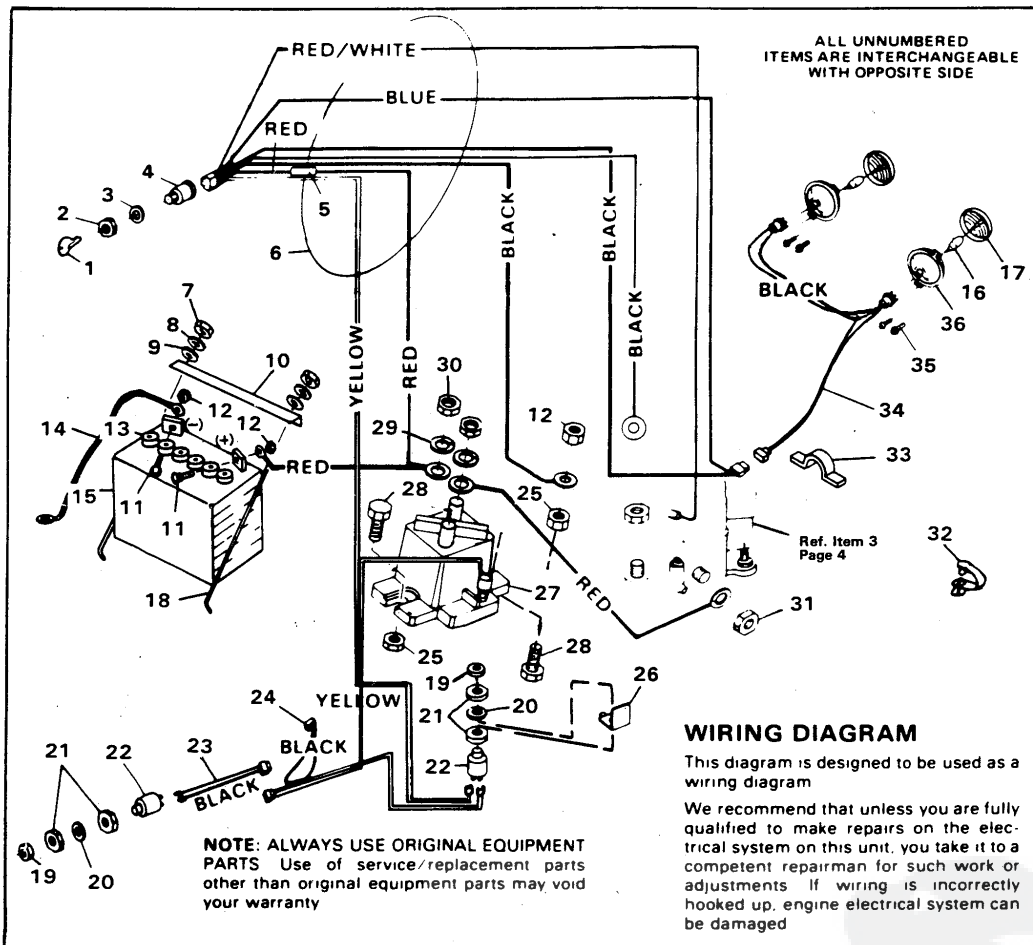 ALL UNNUMBERED
ITEMS ARE INTERCHANGEABLE
WITH OPPOSITE SIDE
RED/WHITE
BLUE
RED
4
3
2
1
5
6
BLACK
BLACK
BLACK
BLACK
17
16
36
35
34
33
7
8
9
10
YELLOW
RED
30
12
14
13
12
(-)
(+)
12
29
RED
15
11
11
28
25
Ref. Item 3
Page 4
32
18
27
RED
31
25
28
19
26
24
YELLOW
21
20
BLACK
22
21
22
23
BLACK
19
20
WIRING DIAGRAM
This diagram is designed to be used as a
wiring diagram
We recommend that unless you are fully
qualified to make repairs on the elec-
trical system on this unit, you take it to a
competent repairman for such work or
adjustments If wiring is incorrectly
hooked up, engine electrical system can
be damaged
NOTE: ALWAYS USE ORIGINAL EQUIPMENT
PARTS Use of service/replacement parts
other than original equipment parts may void
your warranty